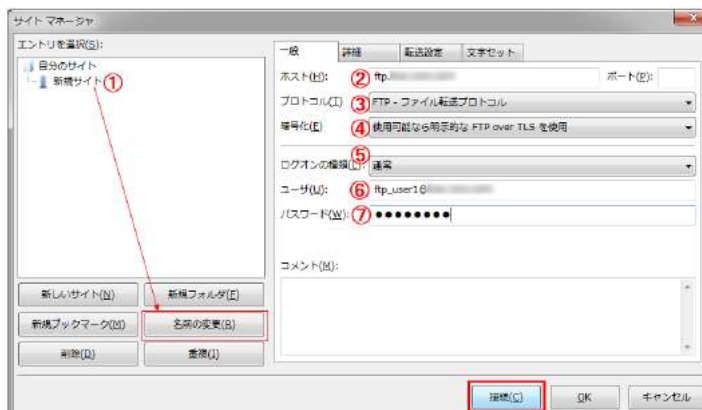 サイト マネージャ
エントリを選択(S):
自分のサイト
新規サイト ①
新しいサイト(N)
新規フォルダ(F)
新規ブックマーク(M)
名前の変更(R)
削除(D)
重複(I)
一般
詳細
転送設定
文字セット
ホスト(H): ② ftp.
ポート(P):
プロトコル(T) ③ FTP - ファイル転送プロトコル
暗号化(E) ④ 使用可能なら明示的な FTP over TLS を使用
⑤
ログオンの種類(L): 通常
ユーザ(U): ⑥ ftp_user1@
パスワード(W): ⑦ ●●●●●●●●
コメント(M):
接続(C)
OK
キャンセル